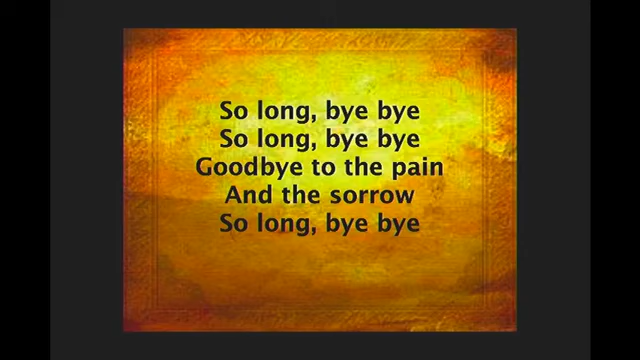 So long, bye bye
So long, bye bye
Goodbye to the pain
And the sorrow
So long, bye bye